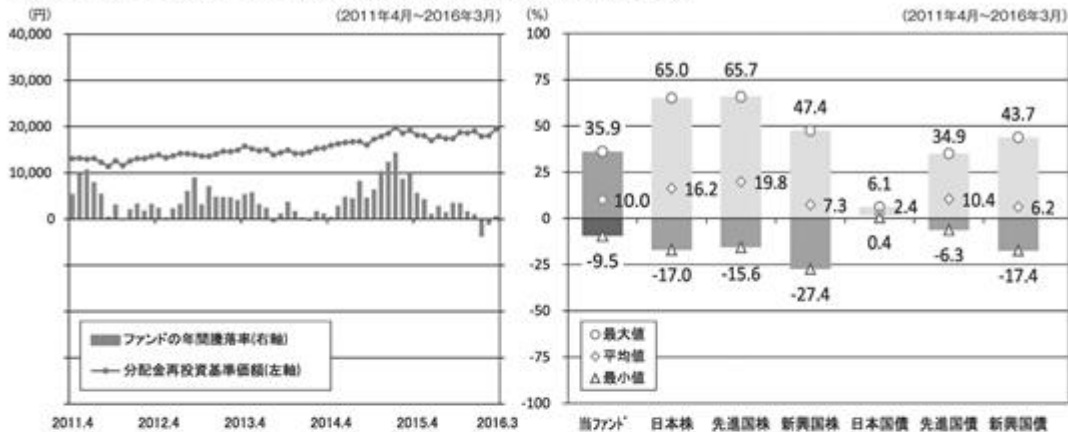 (円)
(2011年4月~2016年3月)
40,000
30,000
20,000
10,000
0
ファンドの年間騰落率(右軸)
分配金再投資基準価額(左軸)
2011.4 2012.4 2013.4 2014.4 2015.4 2016.3
(%)
(2011年4月~2016年3月)
100
75
50
25
0
-25
-50
-75
-100
35.9 65.0 65.7 47.4 6.1 34.9 43.7
10.0 16.2 19.8 7.3 2.4 10.4 6.2
-9.5 -17.0 -15.6 -27.4 0.4 -6.3 -17.4
最大値
平均値
最小値
当ファンド 日本株 先進国株 新興国株 日本国債 先進国債 新興国債